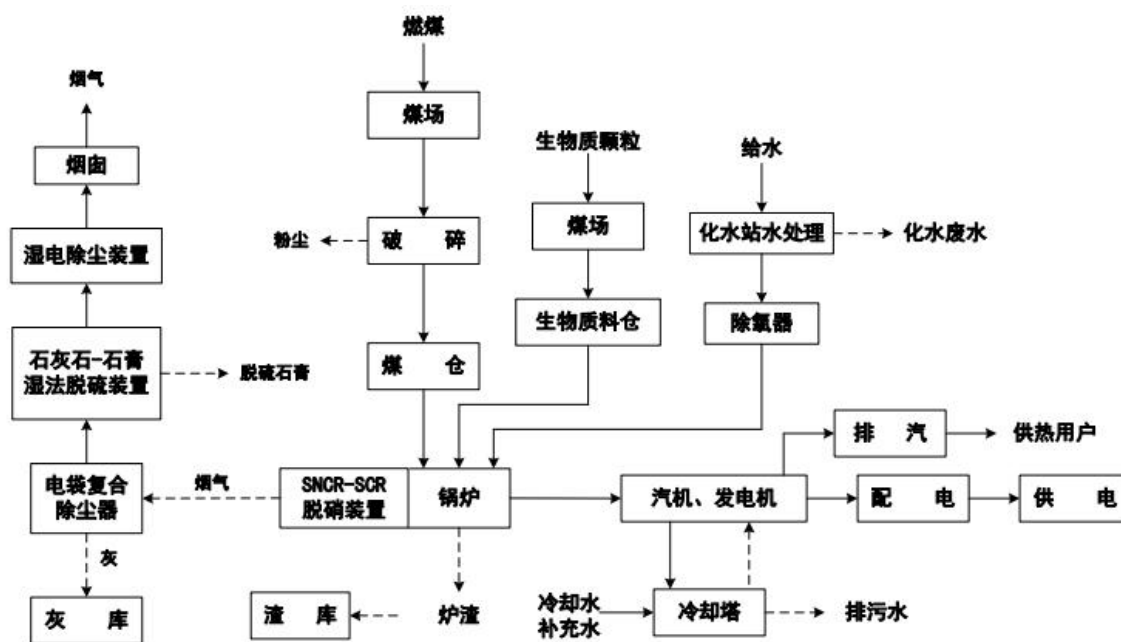 燃煤
烟气
煤场
生物质颗粒
给水
烟囱
煤场
化水站水处理
化水废水
粉尘
破 碎
湿电除尘装置
生物质料仓
除氧器
石灰石-石膏
湿法脱硫装置
脱硫石膏
煤 仓
排 汽
供热用户
电袋复合
除尘器
烟气
SNCR-SCR
脱硝装置
锅炉
汽机、发电机
配 电
供 电
灰
灰 库
渣 库
炉渣
冷却水
补充水
冷却塔
排污水